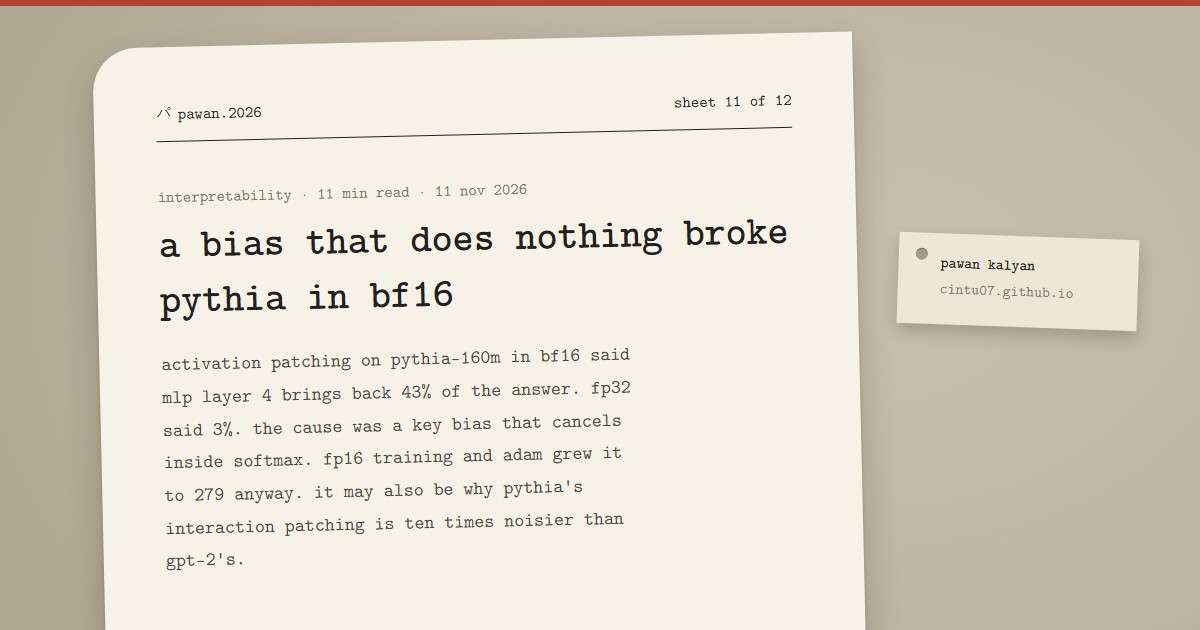 パ pawan.2026
sheet 11 of 12
interpretability · 11 min read · 11 nov 2026
a bias that does nothing broke
pythia in bf16
activation patching on pythia-160m in bf16 said
mlp layer 4 brings back 43% of the answer. fp32
said 3%. the cause was a key bias that cancels
inside softmax. fp16 training and adam grew it
to 279 anyway. it may also be why pythia's
interaction patching is ten times noisier than
gpt-2's.
pawan kalyan
cintu07.github.io